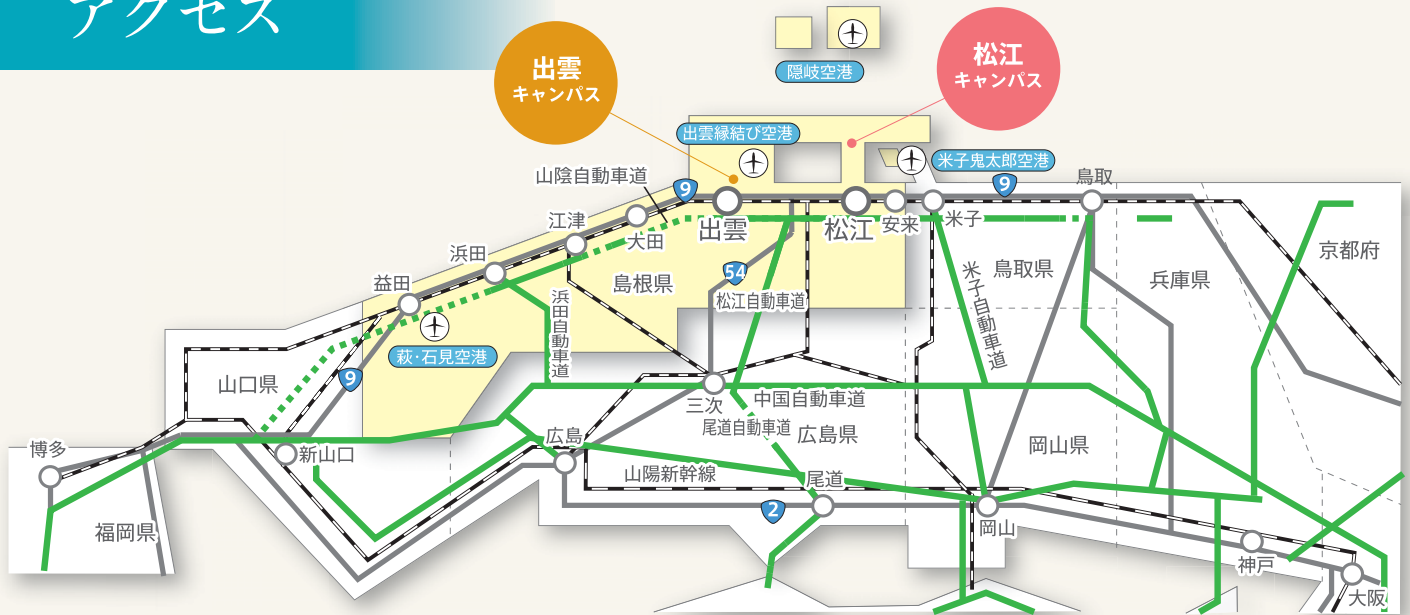 アクセス
出雲
キャンパス
松江
キャンパス
隠岐空港
出雲縁結び空港
米子鬼太郎空港
山陰自動車道
9
9
鳥取
江津
大田
出雲
松江
安来
米子
浜田
益田
島根県
54
松江自動車道
米子自動車道
鳥取県
兵庫県
京都府
浜田自動車道
萩・石見空港
9
山口県
三次
中国自動車道
尾道自動車道
広島県
岡山県
博多
新山口
広島
山陽新幹線
尾道
2
岡山
福岡県
神戸
大阪